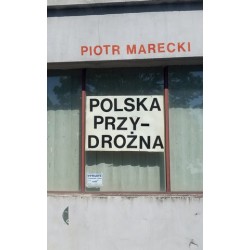 PIOTR MARECKI
POLSKA
PRZY-
DROŻNA